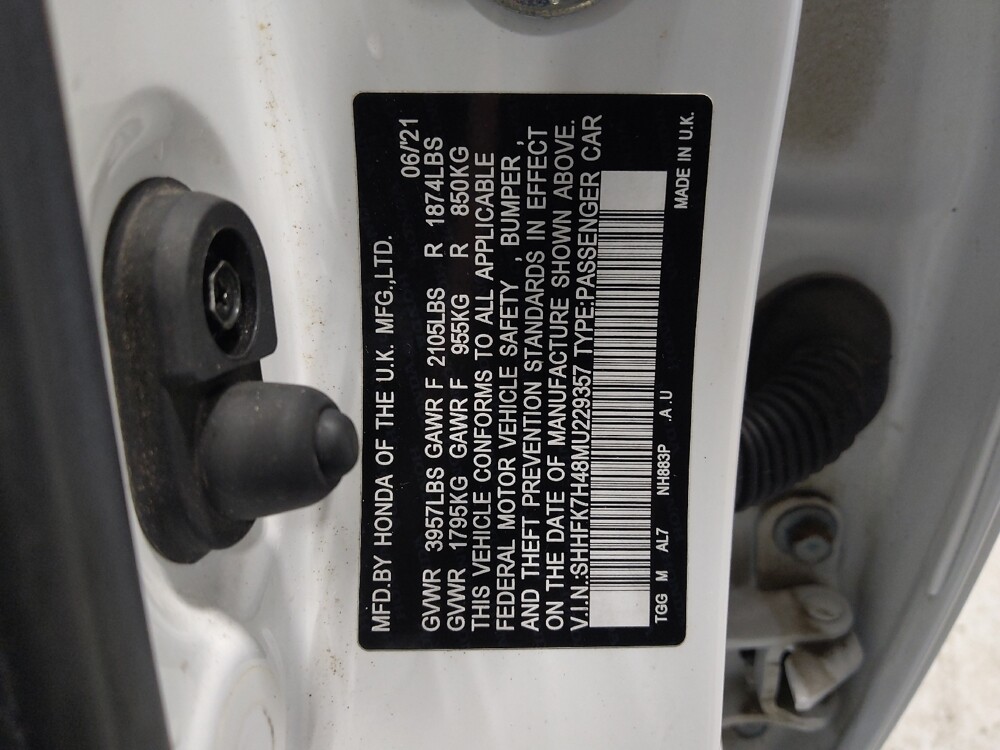 MFD.BY HONDA OF THE U.K. MFG.,LTD. 06/'21
GVWR 3957LBS GAWR F 2105LBS R 1874LBS
GVWR 1795KG GAWR F 955KG R 850KG
THIS VEHICLE CONFORMS TO ALL APPLICABLE
FEDERAL MOTOR VEHICLE SAFETY , BUMPER ,
AND THEFT PREVENTION STANDARDS IN EFFECT
ON THE DATE OF MANUFACTURE SHOWN ABOVE.
V.I.N.:SHHFK7H48MU229357 TYPE:PASSENGER CAR
TGG M AL7 NH883P .A .U
MADE IN U.K.